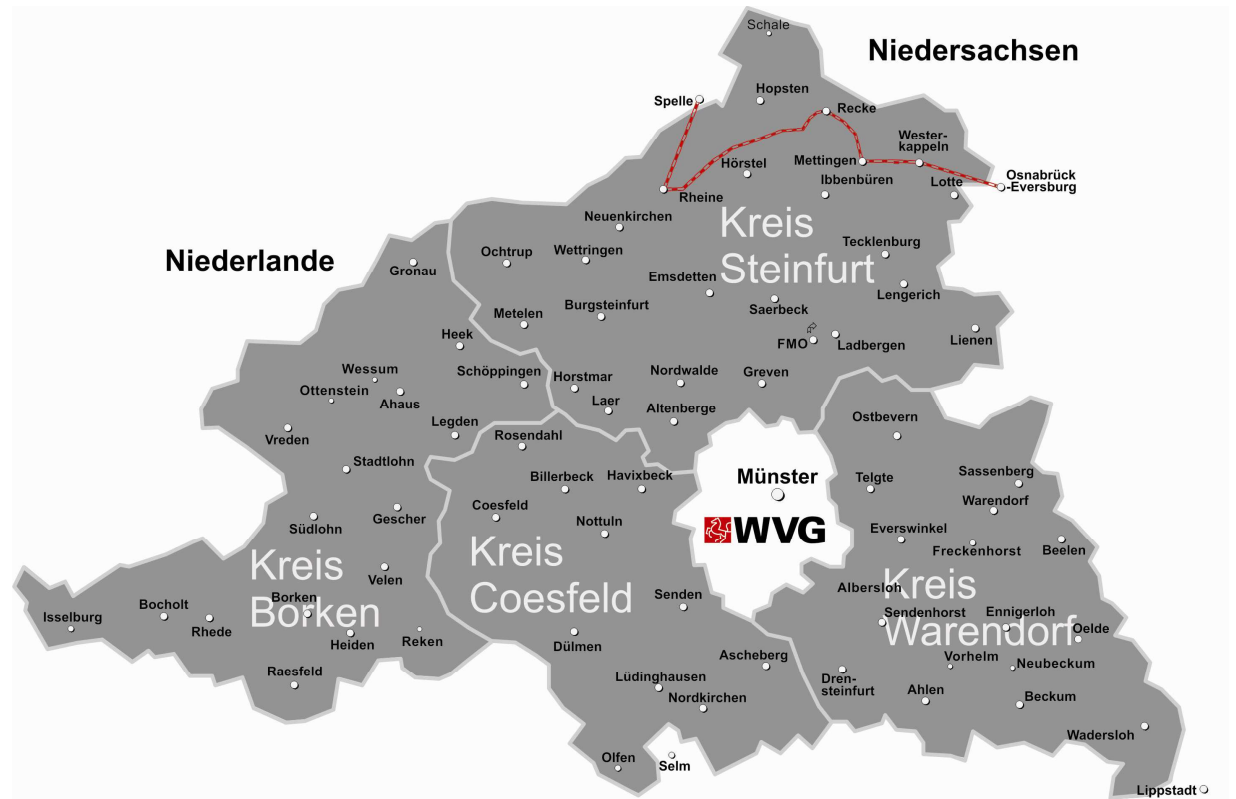 Schale
Niedersachsen
Hopsten
Spelle
Recke
Wester-
kappeln
Hörstel
Mettingen
Osnabrück
-Eversburg
Ibbenbüren
Lotte
Rheine
Neuenkirchen
Kreis
Steinfurt
Tecklenburg
Ochtrup
Wettringen
Niederlande
Gronau
Emsdetten
Lengerich
Burgsteinfurt
Saerbeck
Metelen
Heek
FMO
Ladbergen
Lienen
Wessum
Schöppingen
Horstmar
Nordwalde
Greven
Ottenstein
Ahaus
Laer
Altenberge
Ostbevern
Legden
Vreden
Rosendahl
Stadtlohn
Billerbeck
Havixbeck
Münster
Telgte
Sassenberg
Coesfeld
Warendorf
Gescher
Südlohn
Nottuln
WVG
Everswinkel
Freckenhorst
Beelen
Kreis
Borken
Kreis
Coesfeld
Velen
Kreis
Warendorf
Albersloh
Borken
Senden
Bocholt
Isselburg
Rhede
Sendenhorst
Ennigerloh
Oelde
Heiden
Reken
Dülmen
Ascheberg
Vorhelm
Neubeckum
Raesfeld
Lüdinghausen
Nordkirchen
Dren-
steinfurt
Ahlen
Beckum
Wadersloh
Olfen
Selm
Lippstadt